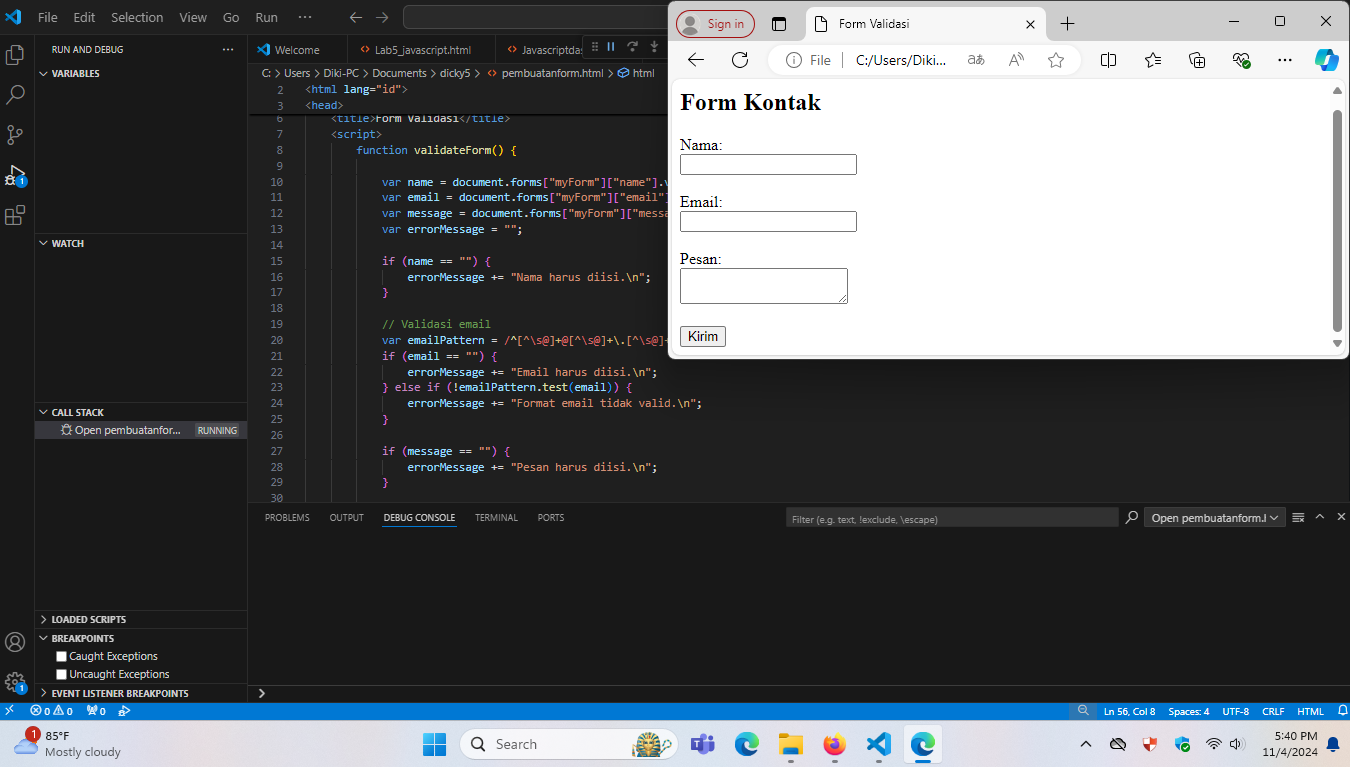 File Edit Selection View Go Run ···
RUN AND DEBUG
VARIABLES
WATCH
CALL STACK
Open pembuatanfor... RUNNING
LOADED SCRIPTS
BREAKPOINTS
Caught Exceptions
Uncaught Exceptions
EVENT LISTENER BREAKPOINTS
Welcome Lab5_javascript.html Javascriptdas
C: > Users > Diki-PC > Documents > dicky5 > pembuatanform.html > html
2 <html lang="id">
3 <head>
6 <title>Form Validasi</title>
7 <script>
8 function validateForm() {
9
10 var name = document.forms["myForm"]["name"].v
11 var email = document.forms["myForm"]["email"]
12 var message = document.forms["myForm"]["messa
13 var errorMessage = "";
14
15 if (name == "") {
16 errorMessage += "Nama harus diisi.\n";
17 }
18
19 // Validasi email
20 var emailPattern = /^[^\s@]+@[^\s@]+\.[^\s@]+
21 if (email == "") {
22 errorMessage += "Email harus diisi.\n";
23 } else if (!emailPattern.test(email)) {
24 errorMessage += "Format email tidak valid.\n";
25 }
26
27 if (message == "") {
28 errorMessage += "Pesan harus diisi.\n";
29 }
30
Sign in Form Validasi
File C:/Users/Diki...
Form Kontak
Nama:
Email:
Pesan:
Kirim
PROBLEMS OUTPUT DEBUG CONSOLE TERMINAL PORTS
Filter (e.g. text, !exclude, \escape) Open pembuatanform.l
0 0 0 Ln 56, Col 8 Spaces: 4 UTF-8 CRLF HTML
1 85°F
Mostly cloudy
Search
5:40 PM
11/4/2024